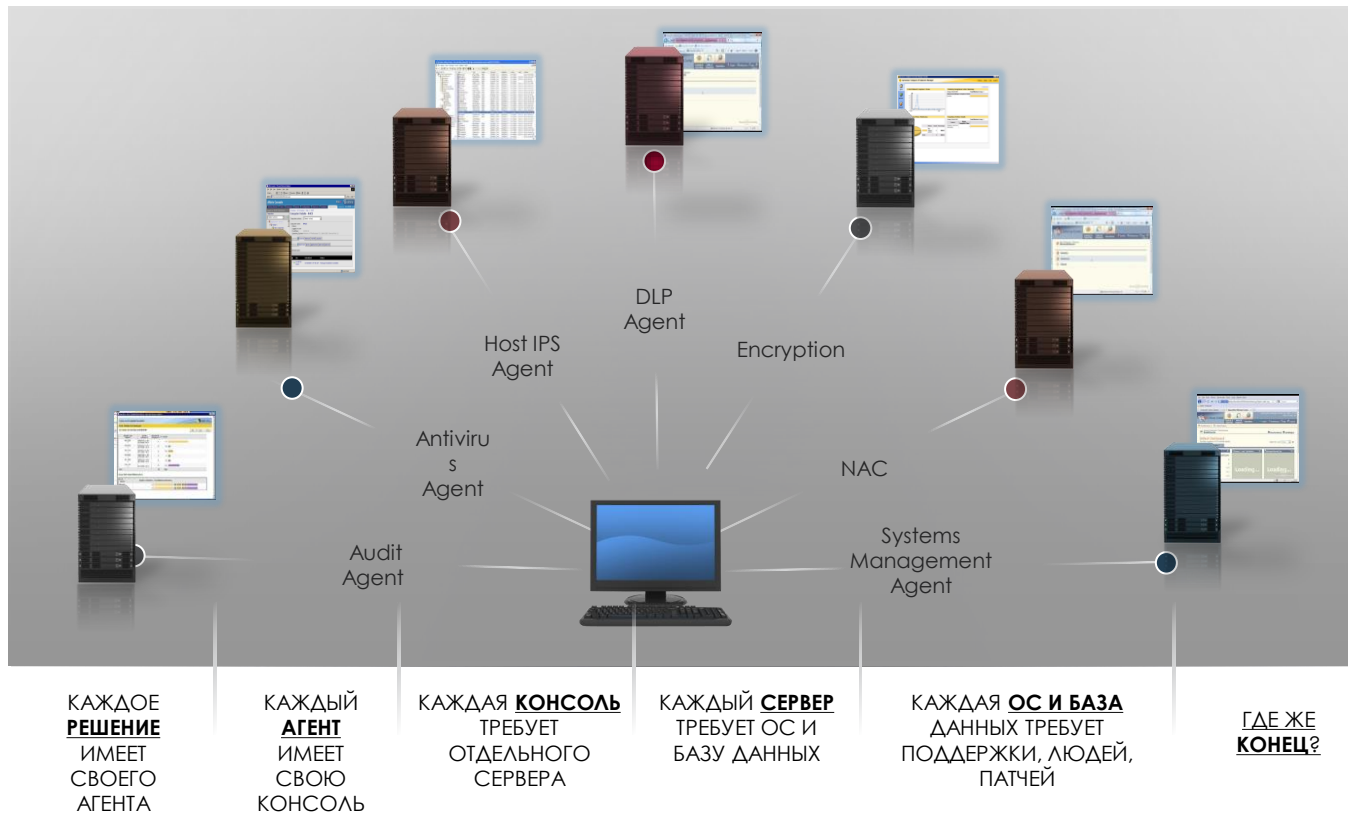 DLP
Agent
Host IPS
Agent
Encryption
Antiviru
s
Agent
NAC
Audit
Agent
Systems
Management
Agent
КАЖДОЕ
РЕШЕНИЕ
ИМЕЕТ
СВОЕГО
АГЕНТА
КАЖДЫЙ
АГЕНТ
ИМЕЕТ
СВОЮ
КОНСОЛЬ
КАЖДАЯ КОНСОЛЬ
ТРЕБУЕТ
ОТДЕЛЬНОГО
СЕРВЕРА
КАЖДЫЙ СЕРВЕР
ТРЕБУЕТ ОС И
БАЗУ ДАННЫХ
КАЖДАЯ ОС И БАЗА
ДАННЫХ ТРЕБУЕТ
ПОДДЕРЖКИ, ЛЮДЕЙ,
ПАТЧЕЙ
ГДЕ ЖЕ
КОНЕЦ?